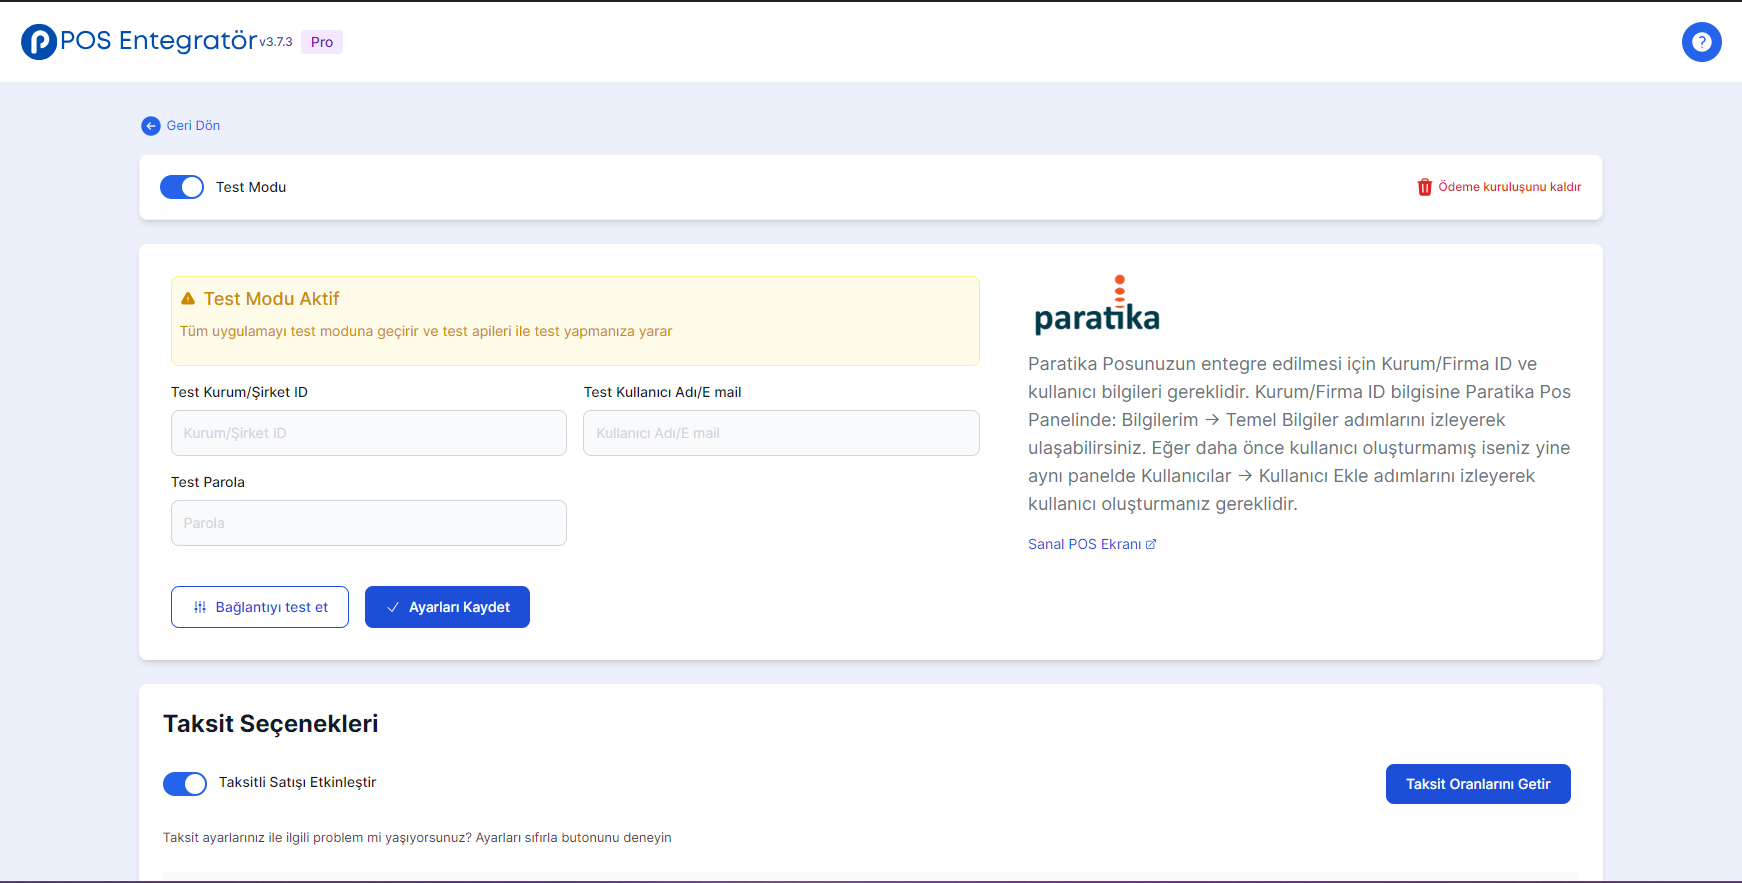 POS Entegratör v3.7.3 Pro
Geri Dön
Test Modu
Ödeme kuruluşunu kaldır
Test Modu Aktif
Tüm uygulamayı test moduna geçirir ve test apileri ile test yapmanıza yarar
Test Kurum/Şirket ID
Test Kullanıcı Adı/E mail
Kurum/Şirket ID
Kullanıcı Adı/E mail
Test Parola
Parola
Bağlantıyı test et
Ayarları Kaydet
paratika
Paratika Posunuzun entegre edilmesi için Kurum/Firma ID ve
kullanıcı bilgileri gereklidir. Kurum/Firma ID bilgisine Paratika Pos
Panelinde: Bilgilerim → Temel Bilgiler adımlarını izleyerek
ulaşabilirsiniz. Eğer daha önce kullanıcı oluşturmamış iseniz yine
aynı panelde Kullanıcılar → Kullanıcı Ekle adımlarını izleyerek
kullanıcı oluşturmanız gereklidir.
Sanal POS Ekranı
Taksit Seçenekleri
Taksitli Satışı Etkinleştir
Taksit Oranlarını Getir
Taksit ayarlarınız ile ilgili problem mi yaşıyorsunuz? Ayarları sıfırla butonunu deneyin